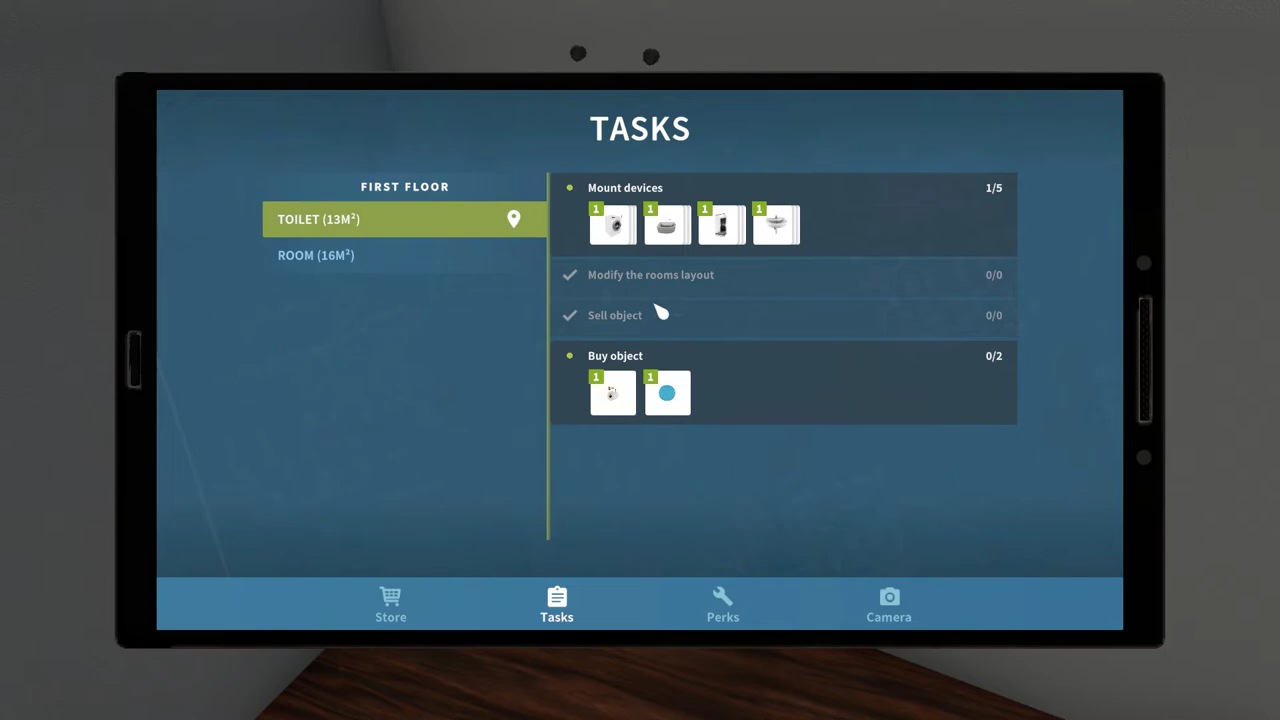 TASKS
FIRST FLOOR
TOILET (13M²)
ROOM (16M²)
Mount devices 1/5
1 1 1 1
Modify the rooms layout 0/0
Sell object 0/0
Buy object 0/2
1 1
Store Tasks Perks Camera